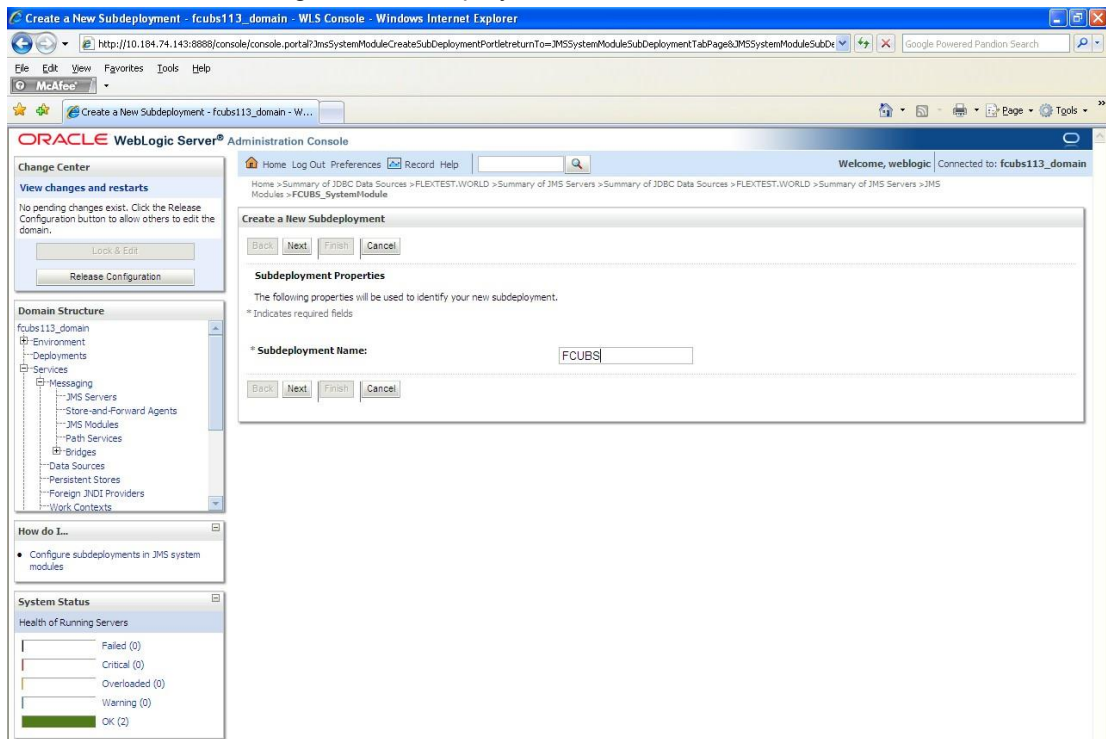 Create a New Subdeployment - fcubs113_domain - WLS Console - Windows Internet Explorer
http://10.184.74.143:8888/console/console.portal?JmsSystemModuleCreateSubDeploymentPortletreturnTo=JMSSystemModuleSubDeploymentTabPage&JMSSystemModuleSubDe
Google Powered Pandion Search
File Edit View Favorites Tools Help
McAfee
Create a New Subdeployment - fcubs113_domain - W...
Page Tools
ORACLE WebLogic Server® Administration Console
Change Center
View changes and restarts
No pending changes exist. Click the Release
Configuration button to allow others to edit the
domain.
Lock & Edit
Release Configuration
Domain Structure
fcubs113_domain
Environment
Deployments
Services
Messaging
JMS Servers
Store-and-Forward Agents
JMS Modules
Path Services
Bridges
Data Sources
Persistent Stores
Foreign JNDI Providers
Work Contexts
How do I...
Configure subdeployments in JMS system
modules
System Status
Health of Running Servers
Failed (0)
Critical (0)
Overloaded (0)
Warning (0)
OK (2)
Home Log Out Preferences Record Help
Welcome, weblogic Connected to: fcubs113_domain
Home >Summary of JDBC Data Sources >FLEXTEST.WORLD >Summary of JMS Servers >Summary of JDBC Data Sources >FLEXTEST.WORLD >Summary of JMS Servers >JMS
Modules >FCUBS_SystemModule
Create a New Subdeployment
Back Next Finish Cancel
Subdeployment Properties
The following properties will be used to identify your new subdeployment.
* Indicates required fields
* Subdeployment Name: FCUBS
Back Next Finish Cancel